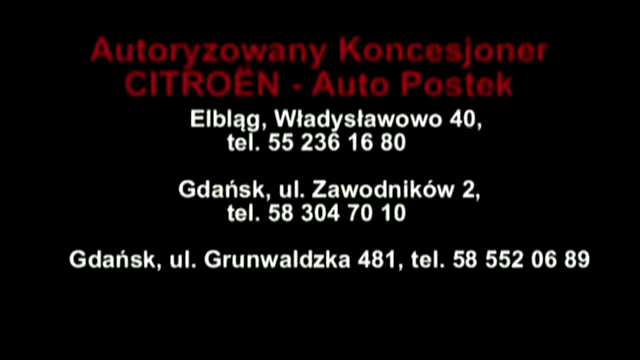 Autoryzowany Koncesjoner
CITROËN - Auto Postek
Elbląg, Władysławowo 40,
tel. 55 236 16 80
Gdańsk, ul. Zawodników 2,
tel. 58 304 70 10
Gdańsk, ul. Grunwaldzka 481, tel. 58 552 06 89